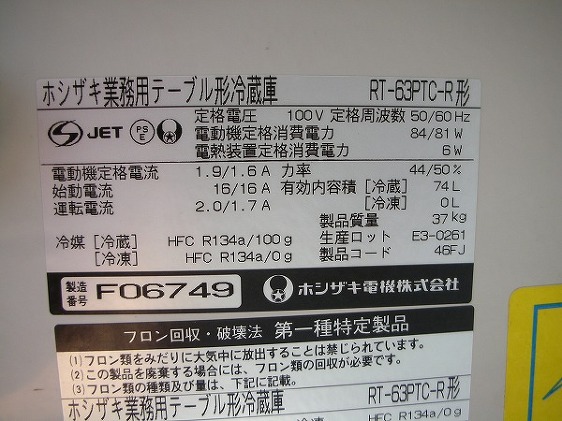 ホシザキ業務用テーブル形冷蔵庫 RT-63PTC-R形
JET PSE
定格電圧 100V 定格周波数 50/60Hz
電動機定格消費電力 84/81W
電熱装置定格消費電力 6W
電動機定格電流 1.9/1.6A 力率 44/50%
始動電流 16/16A 有効内容積 [冷蔵] 74L
運転電流 2.0/1.7A [冷凍] 0L
製品質量 37kg
冷媒 [冷蔵] HFC R134a/100g 生産ロット E3-0261
[冷凍] HFC R134a/0g 製品コード 46FJ
製造番号 F06749 ホシザキ電機株式会社
フロン回収・破壊法 第一種特定製品
(1)フロン類をみだりに大気中に放出することは禁じられています。
(2)この製品を廃棄する場合には、フロン類の回収が必要です。
(3)フロン類の種類及び量は、下記に記載。
ホシザキ業務用テーブル形冷蔵庫 RT-63PTC-R形
HFC R134a/0g